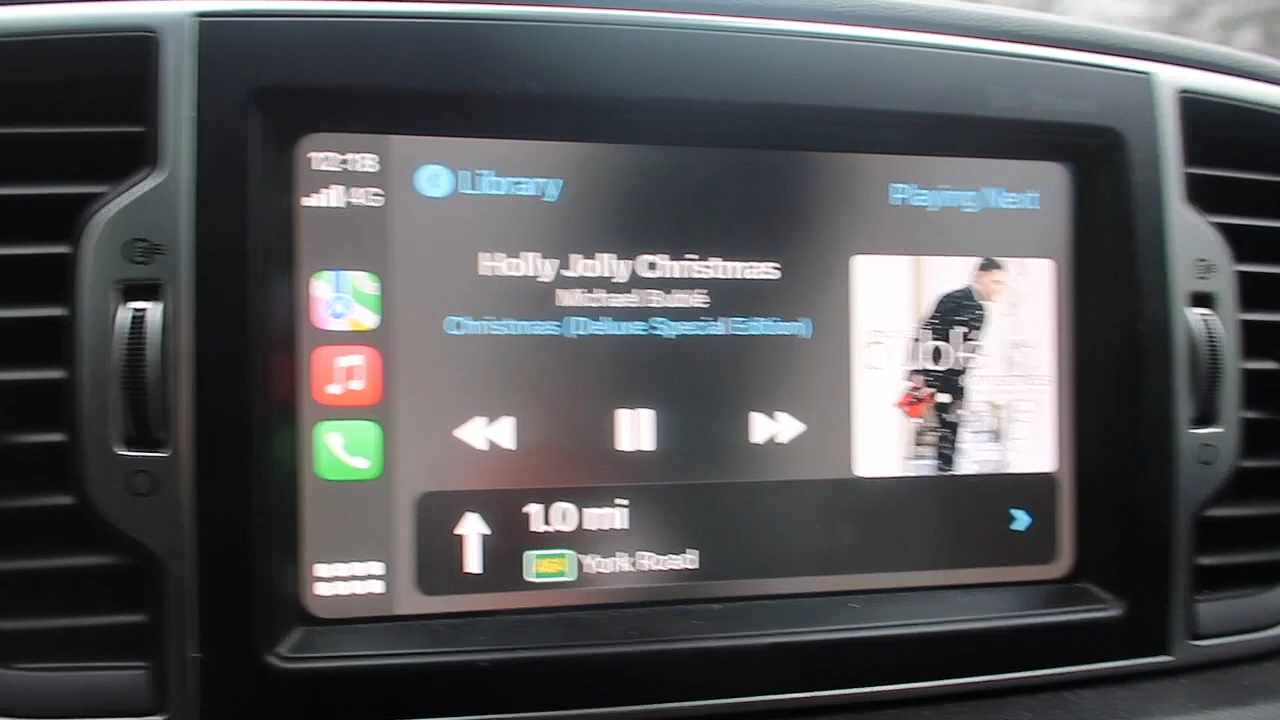 12:18
4G
Library
Playing Next
Holly Jolly Christmas
Michael Bublé
Christmas (Deluxe Special Edition)
1.0 mi
York Road